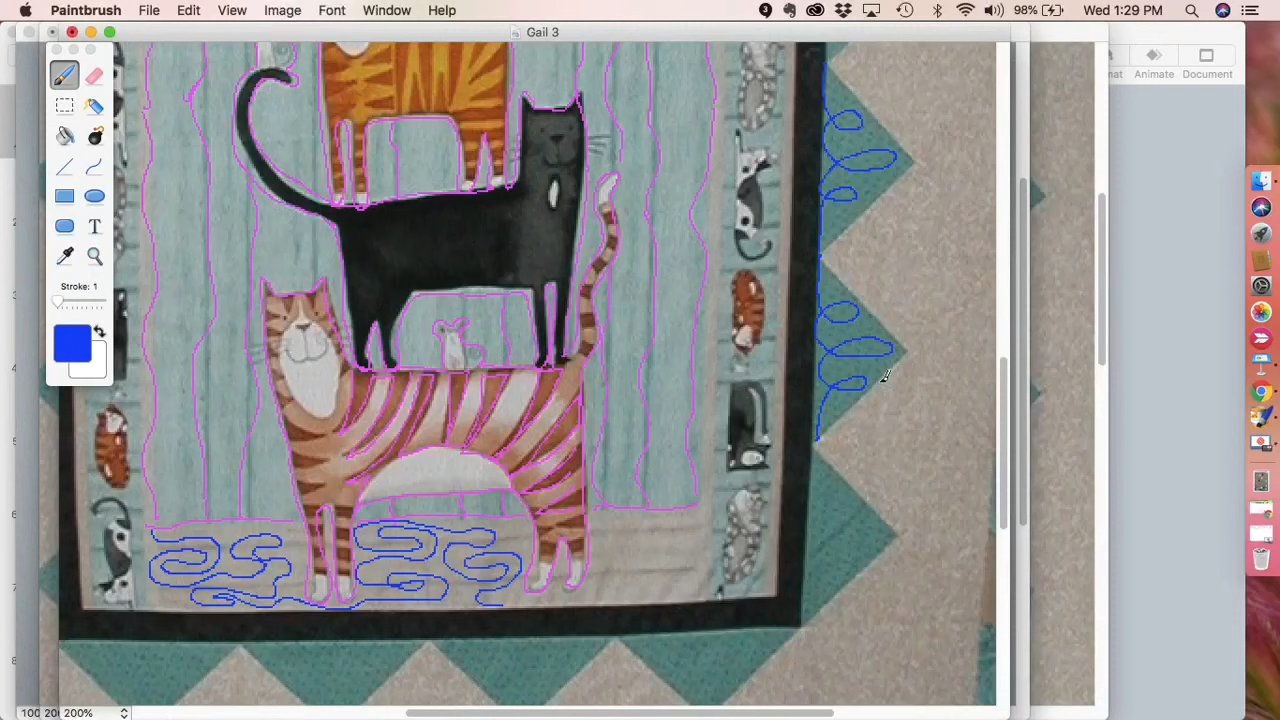 Paintbrush File Edit View Image Font Window Help
3
98%
Wed 1:29 PM
Gail 3
Animate
Document
T
Stroke: 1
200%